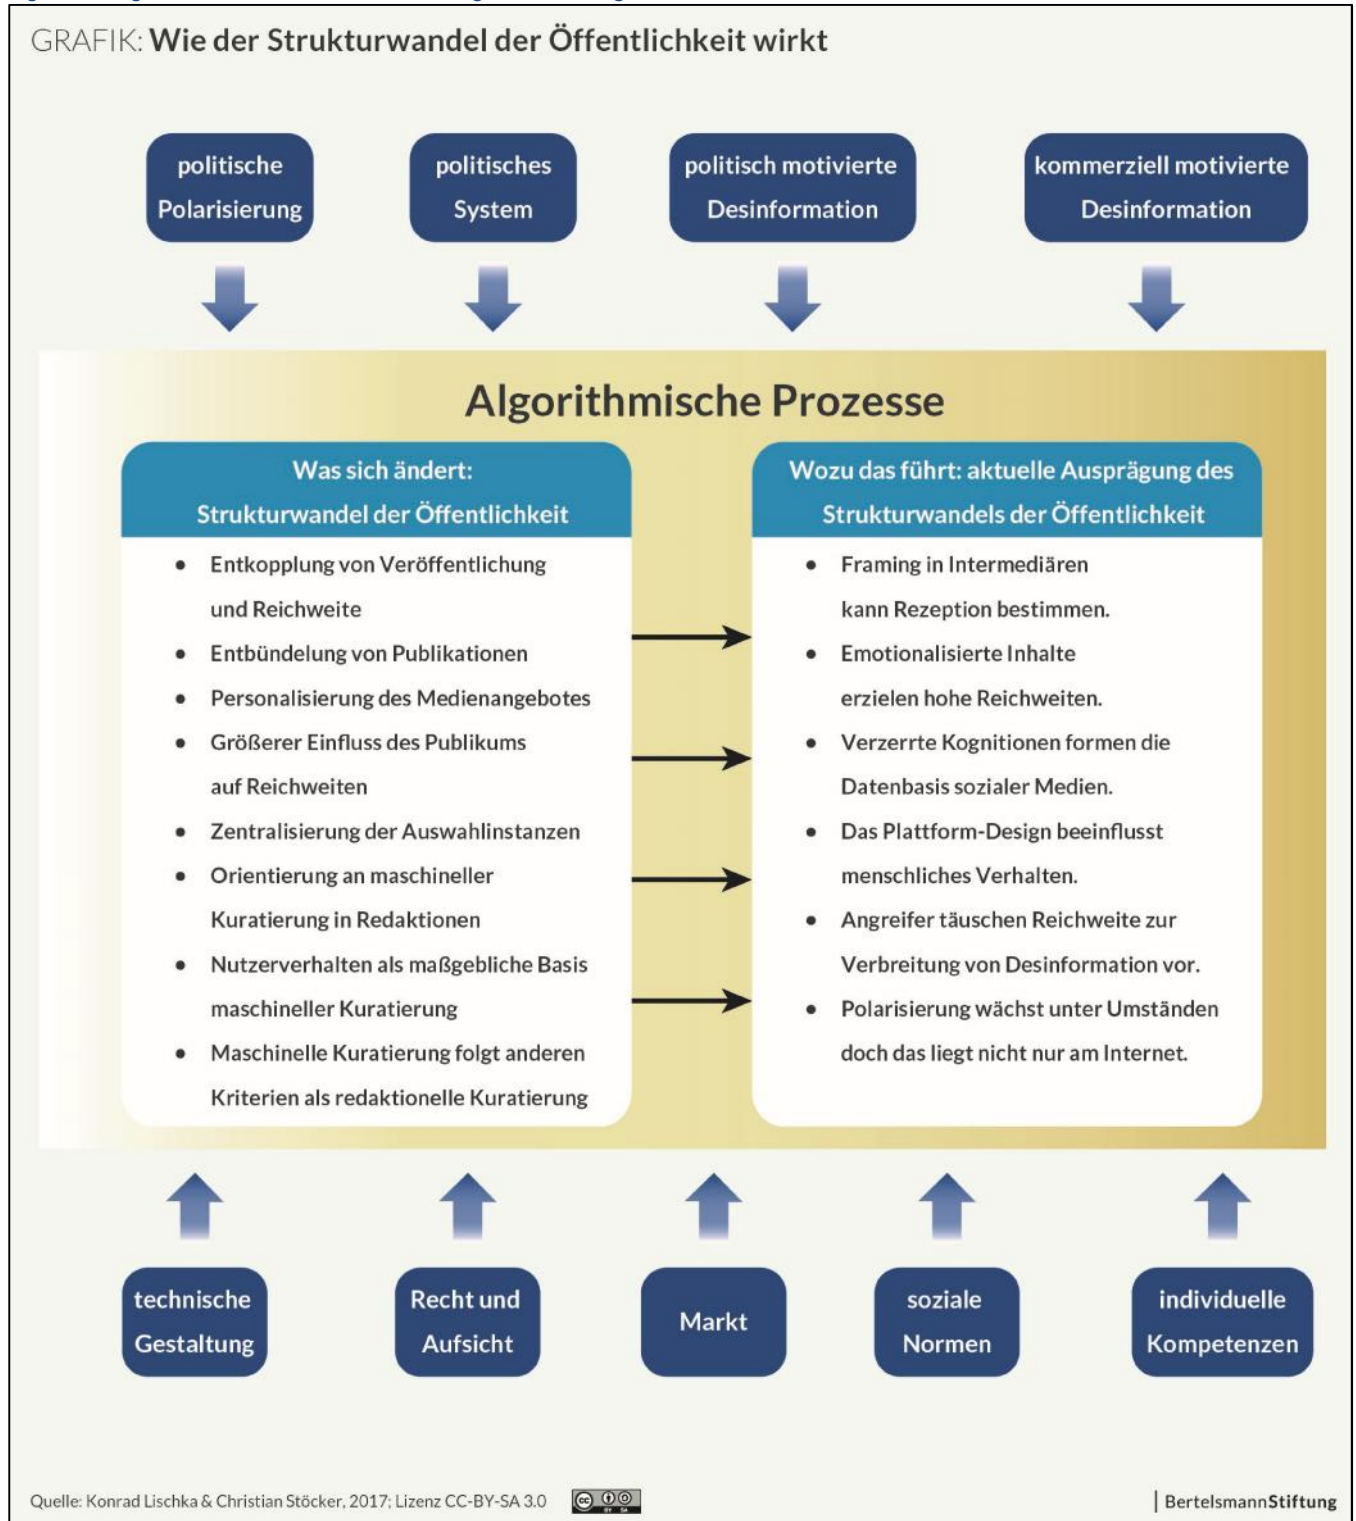 GRAFIK: Wie der Strukturwandel der Öffentlichkeit wirkt
politische
Polarisierung
politisches
System
politisch motivierte
Desinformation
kommerziell motivierte
Desinformation
Algorithmische Prozesse
Was sich ändert:
Strukturwandel der Öffentlichkeit
• Entkopplung von Veröffentlichung
und Reichweite
• Entbündelung von Publikationen
• Personalisierung des Medienangebotes
• Größerer Einfluss des Publikums
auf Reichweiten
• Zentralisierung der Auswahlinstanzen
• Orientierung an maschineller
Kuratierung in Redaktionen
• Nutzerverhalten als maßgebliche Basis
maschineller Kuratierung
• Maschinelle Kuratierung folgt anderen
Kriterien als redaktionelle Kuratierung
Wozu das führt: aktuelle Ausprägung des
Strukturwandels der Öffentlichkeit
• Framing in Intermediären
kann Rezeption bestimmen.
• Emotionalisierte Inhalte
erzielen hohe Reichweiten.
• Verzerrte Kognitionen formen die
Datenbasis sozialer Medien.
• Das Plattform-Design beeinflusst
menschliches Verhalten.
• Angreifer täuschen Reichweite zur
Verbreitung von Desinformation vor.
• Polarisierung wächst unter Umständen
doch das liegt nicht nur am Internet.
technische
Gestaltung
Recht und
Aufsicht
Markt
soziale
Normen
individuelle
Kompetenzen
Quelle: Konrad Lischka & Christian Stöcker, 2017; Lizenz CC-BY-SA 3.0
cc
BY SA
| BertelsmannStiftung